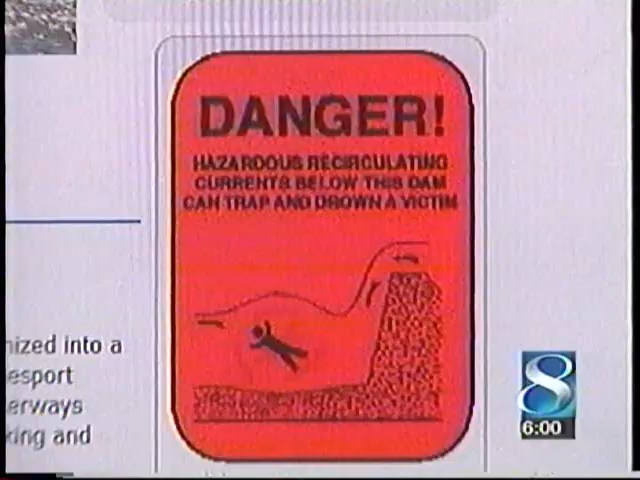 DANGER!
HAZARDOUS RECIRCULATING
CURRENTS BELOW THIS DAM
CAN TRAP AND DROWN A VICTIM
nized into a
esport
erways
king and
8
6:00